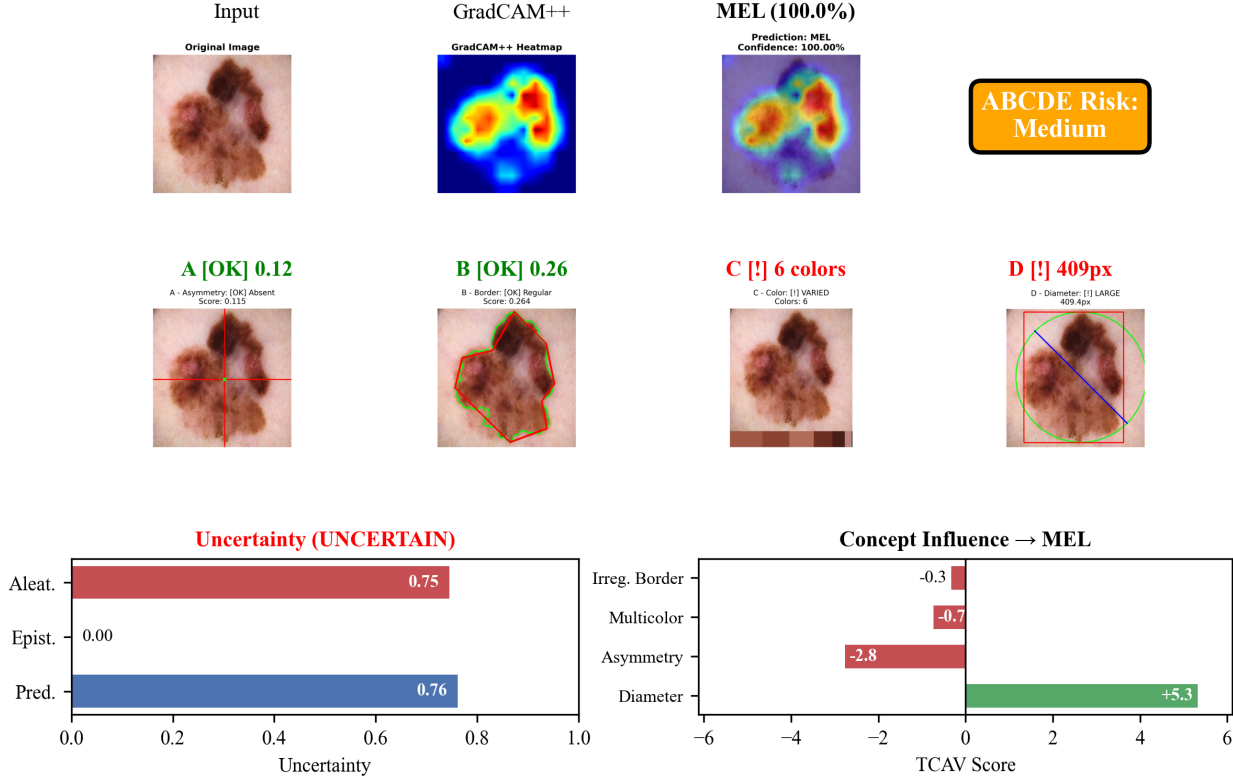 Input
GradCAM++
MEL (100.0%)
Original Image
GradCAM++ Heatmap
Prediction: MEL
Confidence: 100.00%
ABCDE Risk:
Medium
A [OK] 0.12
B [OK] 0.26
C [!] 6 colors
D [!] 409px
A - Asymmetry: [OK] Absent
Score: 0.115
B - Border: [OK] Regular
Score: 0.264
C - Color: [!] VARIED
Colors: 6
D - Diameter: [!] LARGE
409.4px
Uncertainty (UNCERTAIN)
Aleat.
0.75
Epist.
0.00
Pred.
0.76
0.0 0.2 0.4 0.6 0.8 1.0
Uncertainty
Concept Influence → MEL
Irreg. Border
-0.3
Multicolor
-0.7
Asymmetry
-2.8
Diameter
+5.3
−6 −4 −2 0 2 4 6
TCAV Score